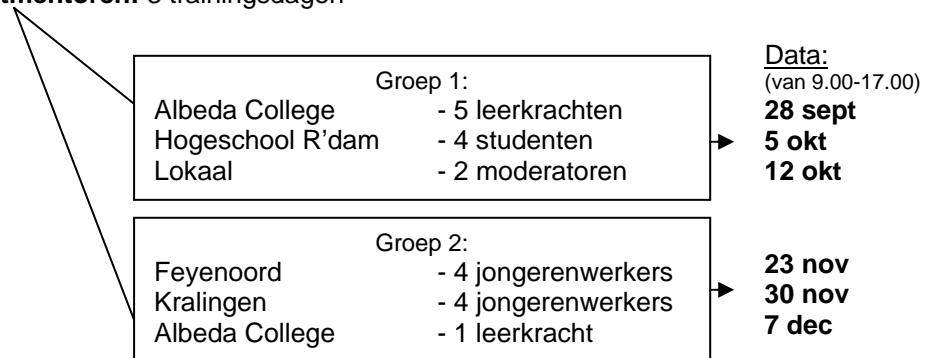 Data:
(van 9.00-17.00)
Groep 1:
Albeda College - 5 leerkrachten
28 sept
Hogeschool R’dam - 4 studenten
5 okt
Lokaal - 2 moderatoren
12 okt
Groep 2:
Feyenoord - 4 jongerenwerkers
23 nov
Kralingen - 4 jongerenwerkers
30 nov
Albeda College - 1 leerkracht
7 dec